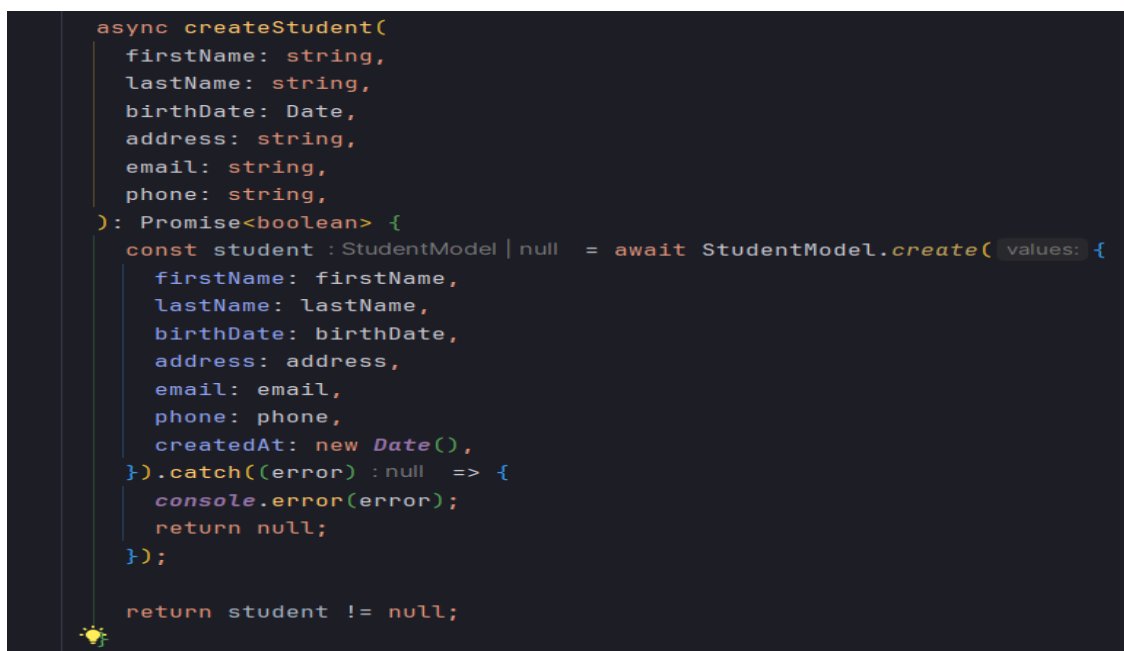 async createStudent(
firstName: string,
lastName: string,
birthDate: Date,
address: string,
email: string,
phone: string,
): Promise<boolean> {
const student : StudentModel | null = await StudentModel.create( values: {
firstName: firstName,
lastName: lastName,
birthDate: birthDate,
address: address,
email: email,
phone: phone,
createdAt: new Date(),
}).catch((error) : null => {
console.error(error);
return null;
});
return student != null;
}